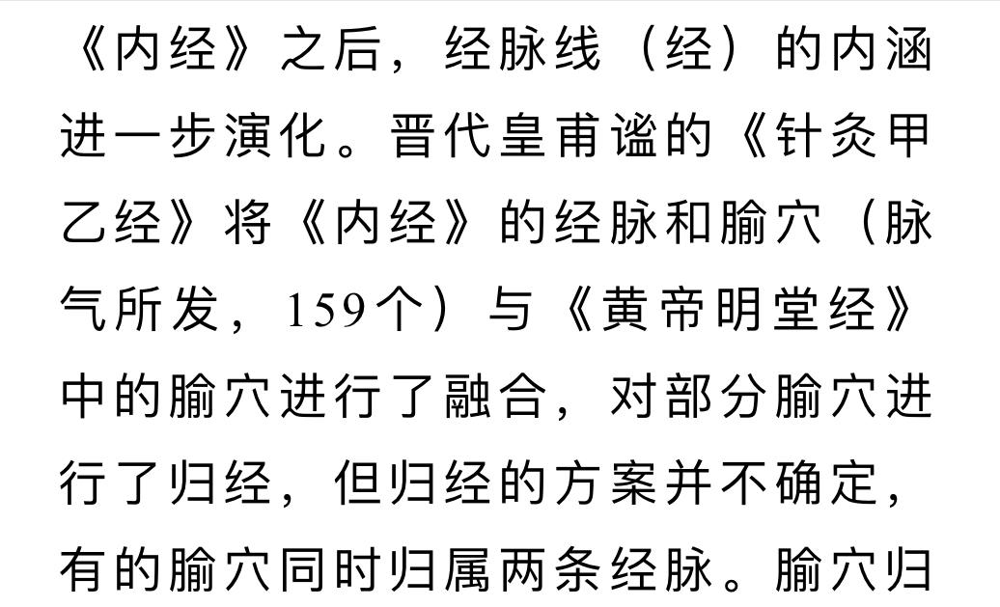 《内经》之后，经脉线（经）的内涵
进一步演化。晋代皇甫谧的《针灸甲
乙经》将《内经》的经脉和腧穴（脉
气所发，159个）与《黄帝明堂经》
中的腧穴进行了融合，对部分腧穴进
行了归经，但归经的方案并不确定，
有的腧穴同时归属两条经脉。腧穴归